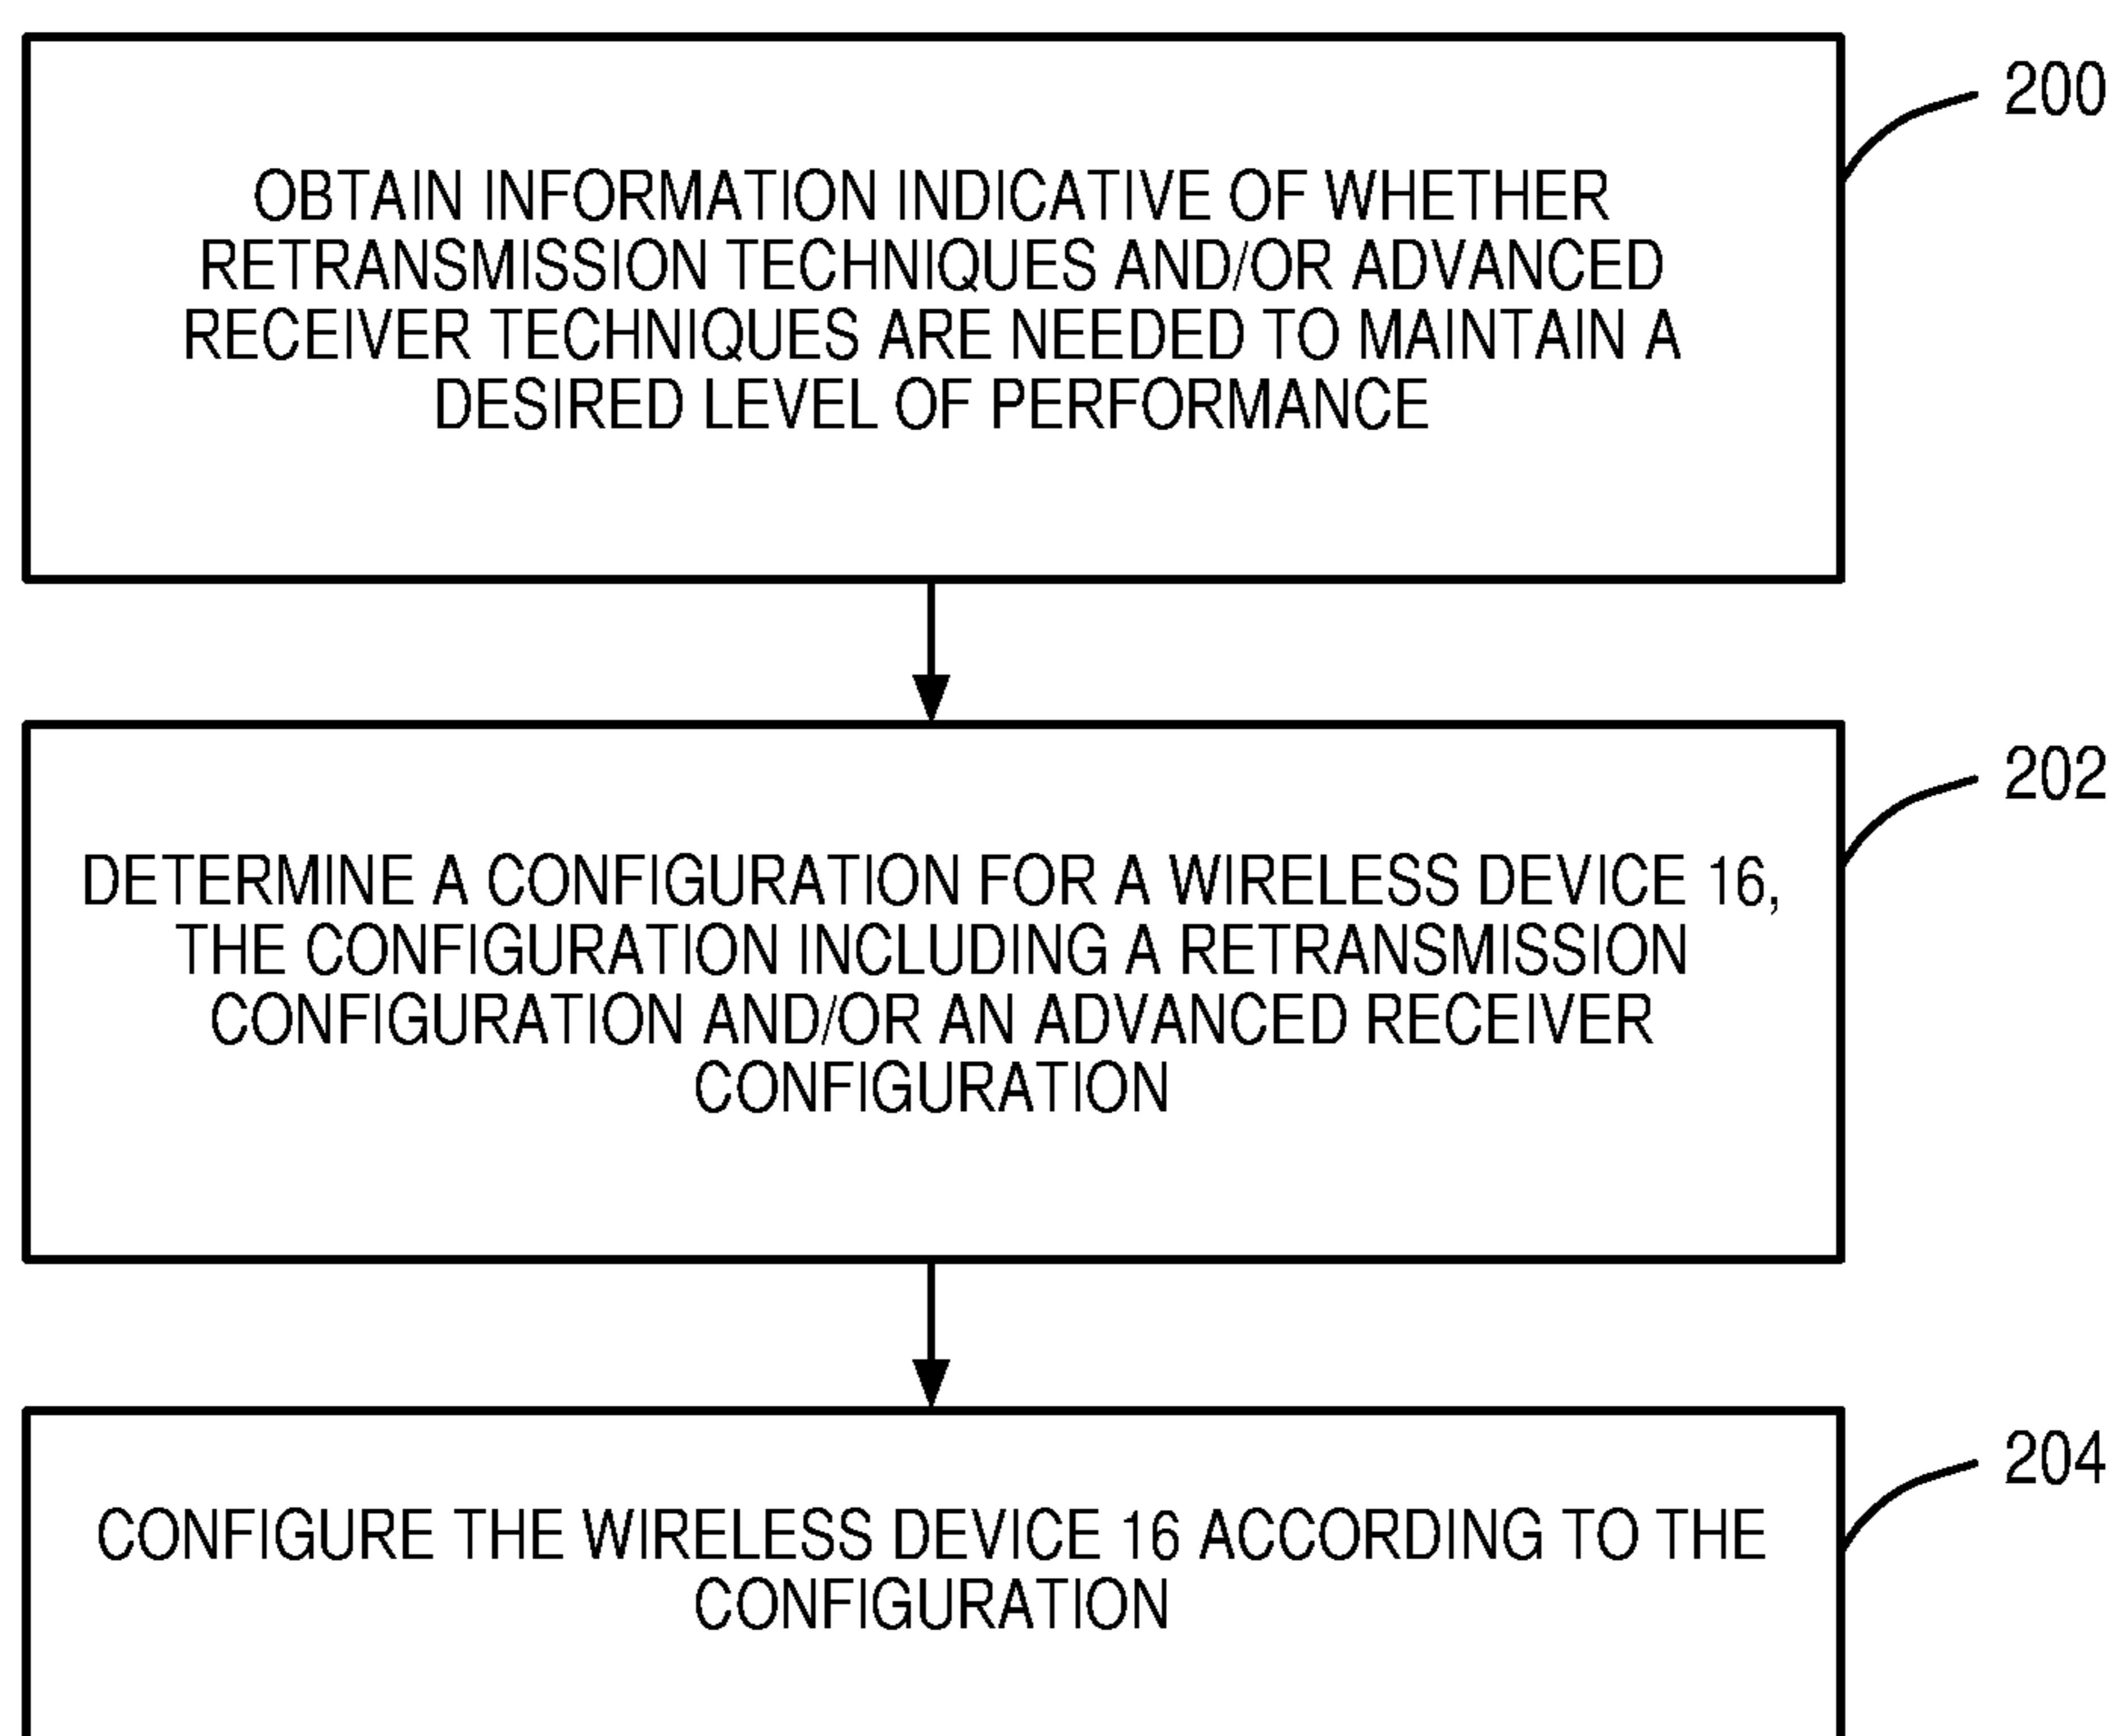 200
OBTAIN INFORMATION INDICATIVE OF WHETHER
RETRANSMISSION TECHNIQUES AND/OR ADVANCED
RECEIVER TECHNIQUES ARE NEEDED TO MAINTAIN A
DESIRED LEVEL OF PERFORMANCE
202
DETERMINE A CONFIGURATION FOR A WIRELESS DEVICE 16,
THE CONFIGURATION INCLUDING A RETRANSMISSION
CONFIGURATION AND/OR AN ADVANCED RECEIVER
CONFIGURATION
204
CONFIGURE THE WIRELESS DEVICE 16 ACCORDING TO THE
CONFIGURATION